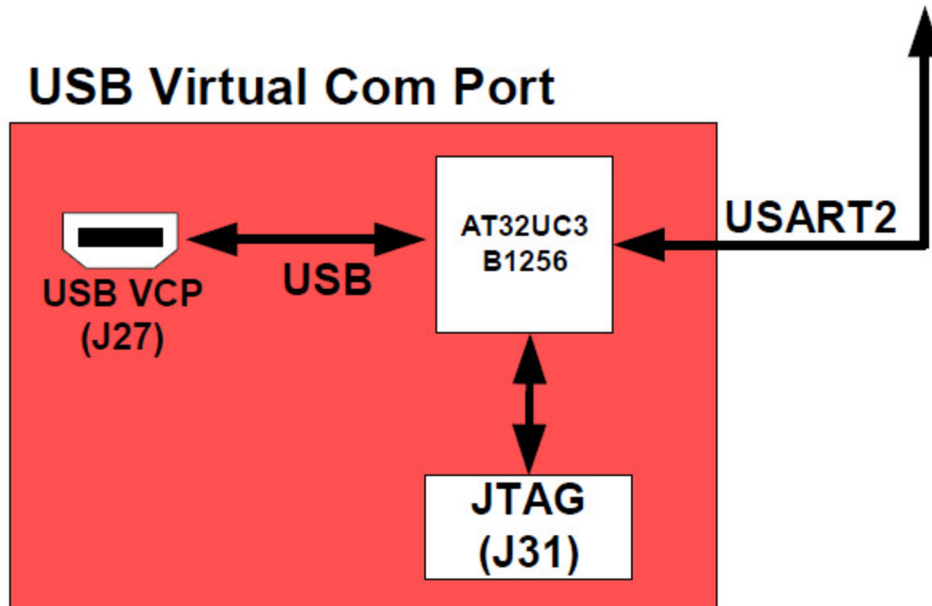 USB Virtual Com Port
USB VCP
(J27)
USB
AT32UC3
B1256
USART2
JTAG
(J31)